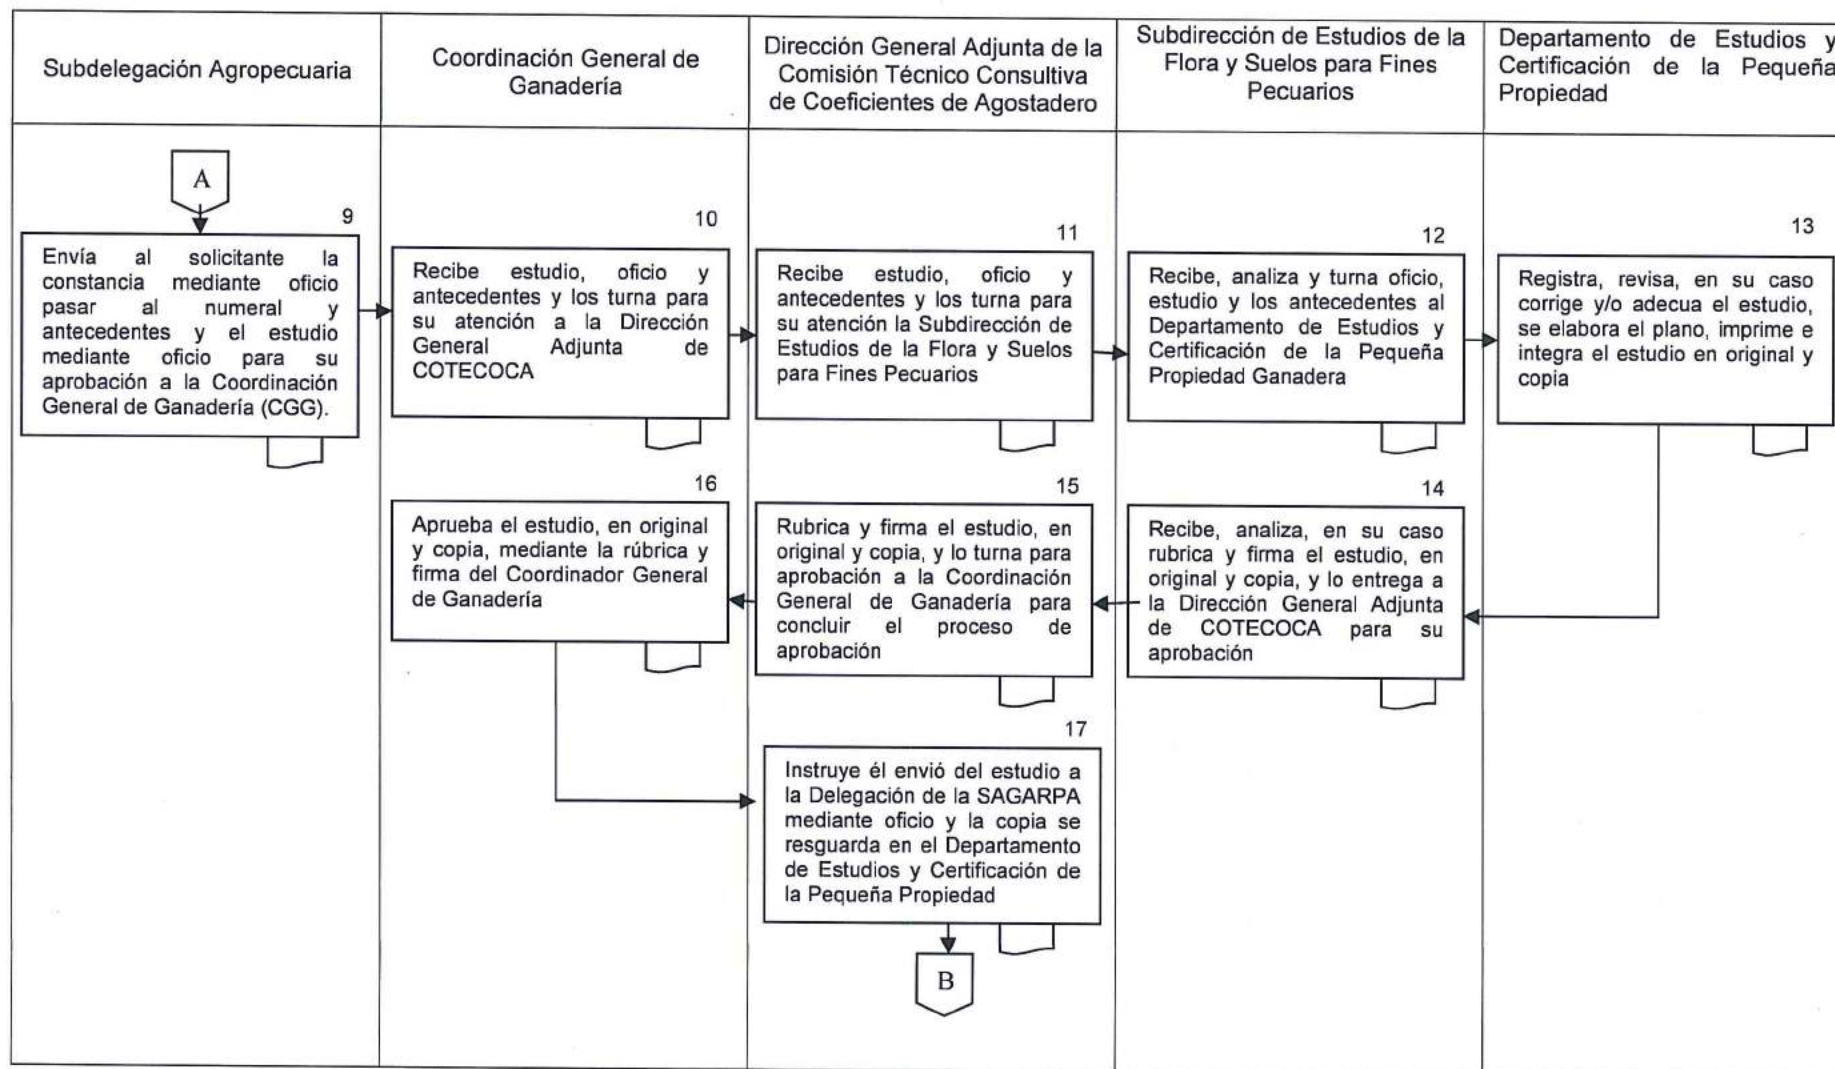 Subdelegación Agropecuaria
Coordinación General de
Ganadería
Dirección General Adjunta de la
Comisión Técnico Consultiva
de Coeficientes de Agostadero
Subdirección de Estudios de la
Flora y Suelos para Fines
Pecuarios
Departamento de Estudios y
Certificación de la Pequeña
Propiedad
A
9
Envía al solicitante la
constancia mediante oficio
pasar al numeral y
antecedentes y el estudio
mediante oficio para su
aprobación a la Coordinación
General de Ganadería (CGG).
10
Recibe estudio, oficio y
antecedentes y los turna para
su atención a la Dirección
General Adjunta de
COTECOCA
11
Recibe estudio, oficio y
antecedentes y los turna para
su atención la Subdirección de
Estudios de la Flora y Suelos
para Fines Pecuarios
12
Recibe, analiza y turna oficio,
estudio y los antecedentes al
Departamento de Estudios y
Certificación de la Pequeña
Propiedad Ganadera
13
Registra, revisa, en su caso
corrige y/o adecua el estudio,
se elabora el plano, imprime e
integra el estudio en original y
copia
16
Aprueba el estudio, en original
y copia, mediante la rúbrica y
firma del Coordinador General
de Ganadería
15
Rubrica y firma el estudio, en
original y copia, y lo turna para
aprobación a la Coordinación
General de Ganadería para
concluir el proceso de
aprobación
14
Recibe, analiza, en su caso
rubrica y firma el estudio, en
original y copia, y lo entrega a
la Dirección General Adjunta
de COTECOCA para su
aprobación
17
Instruye él envió del estudio a
la Delegación de la SAGARPA
mediante oficio y la copia se
resguarda en el Departamento
de Estudios y Certificación de
la Pequeña Propiedad
B